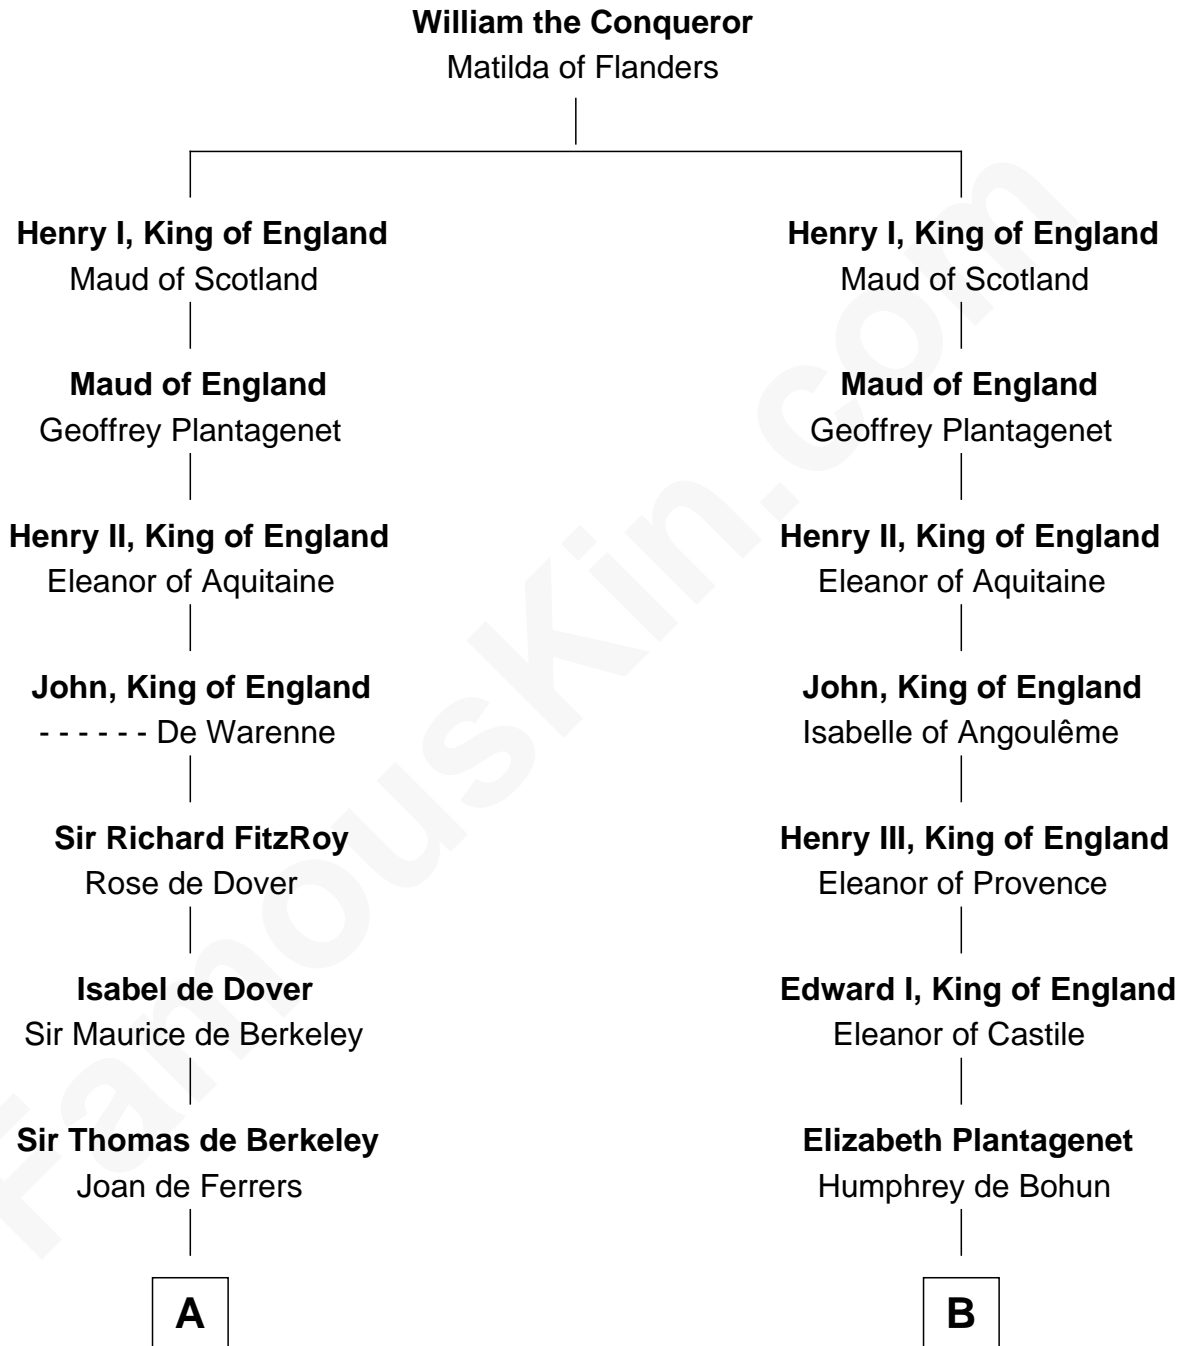 William the Conqueror
Matilda of Flanders
Henry I, King of England
Maud of Scotland
Maud of England
Geoffrey Plantagenet
Henry II, King of England
Eleanor of Aquitaine
John, King of England
- - - - - - De Warenne
Sir Richard FitzRoy
Rose de Dover
Isabel de Dover
Sir Maurice de Berkeley
Sir Thomas de Berkeley
Joan de Ferrers
A
Henry I, King of England
Maud of Scotland
Maud of England
Geoffrey Plantagenet
Henry II, King of England
Eleanor of Aquitaine
John, King of England
Isabelle of Angoulême
Henry III, King of England
Eleanor of Provence
Edward I, King of England
Eleanor of Castile
Elizabeth Plantagenet
Humphrey de Bohun
B
FamousKin.com